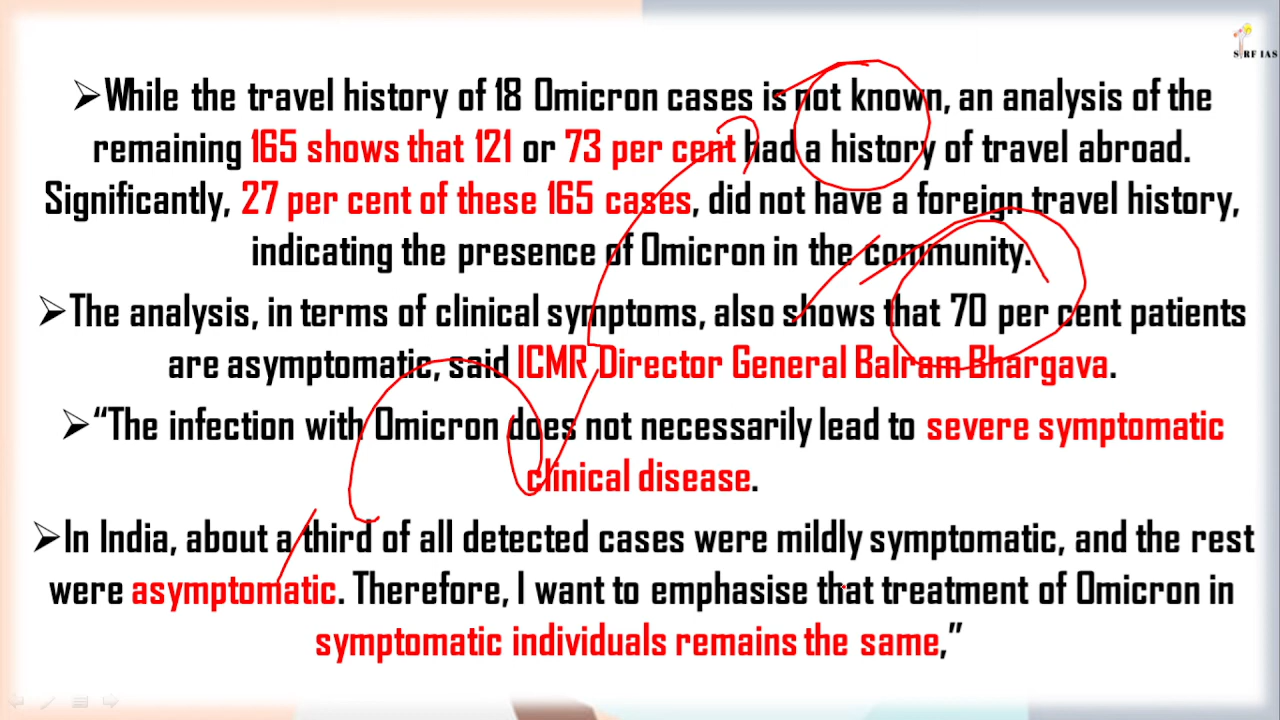 SIRF IAS
➢While the travel history of 18 Omicron cases is not known, an analysis of the
remaining 165 shows that 121 or 73 per cent had a history of travel abroad.
Significantly, 27 per cent of these 165 cases, did not have a foreign travel history,
indicating the presence of Omicron in the community.
➢The analysis, in terms of clinical symptoms, also shows that 70 per cent patients
are asymptomatic, said ICMR Director General Balram Bhargava.
➢“The infection with Omicron does not necessarily lead to severe symptomatic
clinical disease.
➢In India, about a third of all detected cases were mildly symptomatic, and the rest
were asymptomatic. Therefore, I want to emphasise that treatment of Omicron in
symptomatic individuals remains the same,”